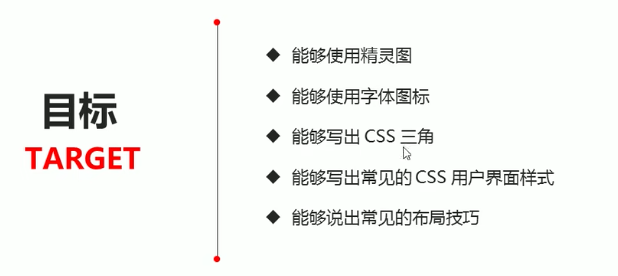 目标
TARGET
◆ 能够使用精灵图
◆ 能够使用字体图标
◆ 能够写出 CSS 三角
◆ 能够写出常见的 CSS 用户界面样式
◆ 能够说出常见的布局技巧